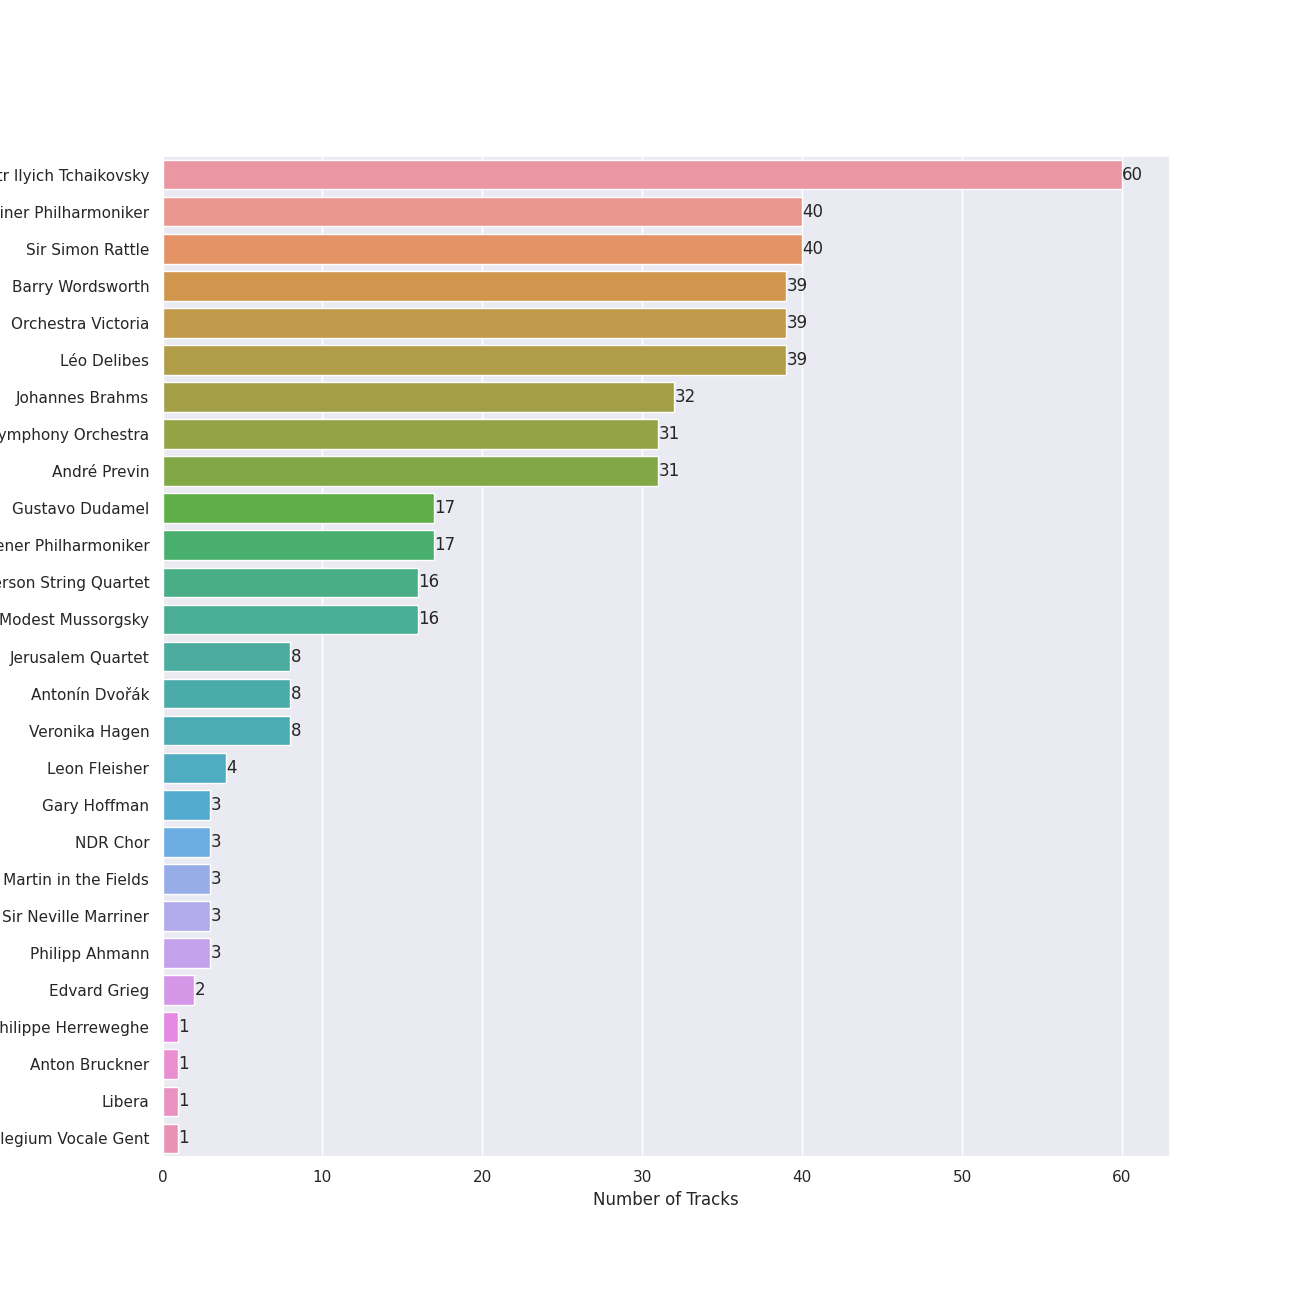 tr Ilyich Tchaikovsky 60
iner Philharmoniker 40
Sir Simon Rattle 40
Barry Wordsworth 39
Orchestra Victoria 39
Léo Delibes 39
Johannes Brahms 32
ymphony Orchestra 31
André Previn 31
Gustavo Dudamel 17
ener Philharmoniker 17
erson String Quartet 16
Modest Mussorgsky 16
Jerusalem Quartet 8
Antonín Dvořák 8
Veronika Hagen 8
Leon Fleisher 4
Gary Hoffman 3
NDR Chor 3
Martin in the Fields 3
Sir Neville Marriner 3
Philipp Ahmann 3
Edvard Grieg 2
hilippe Herreweghe 1
Anton Bruckner 1
Libera 1
legium Vocale Gent 1
0 10 20 30 40 50 60
Number of Tracks